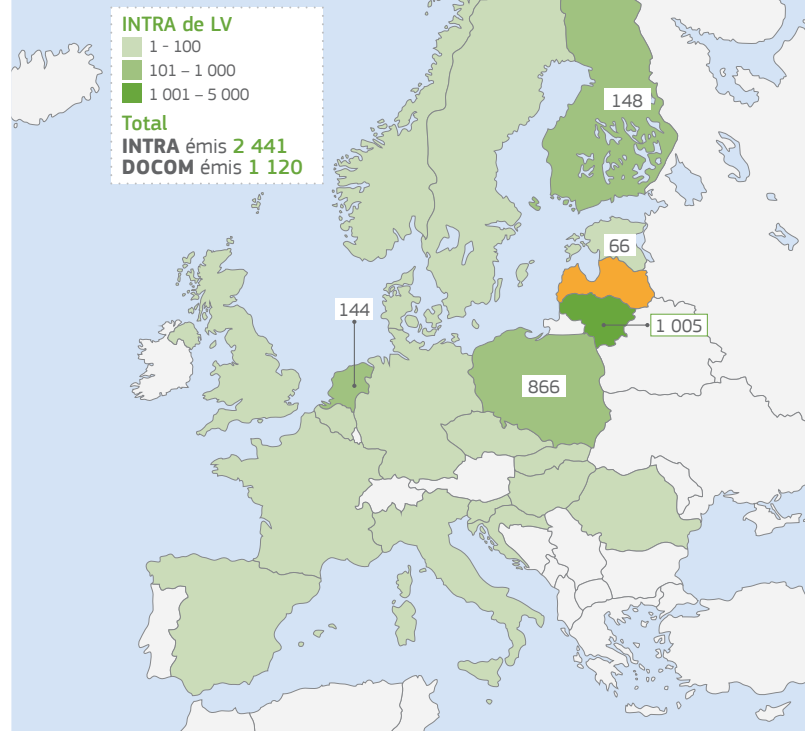 INTRA de LV
1 - 100
101 – 1 000
1 001 – 5 000
Total
INTRA émis 2 441
DOCOM émis 1 120
148
66
144
1 005
866